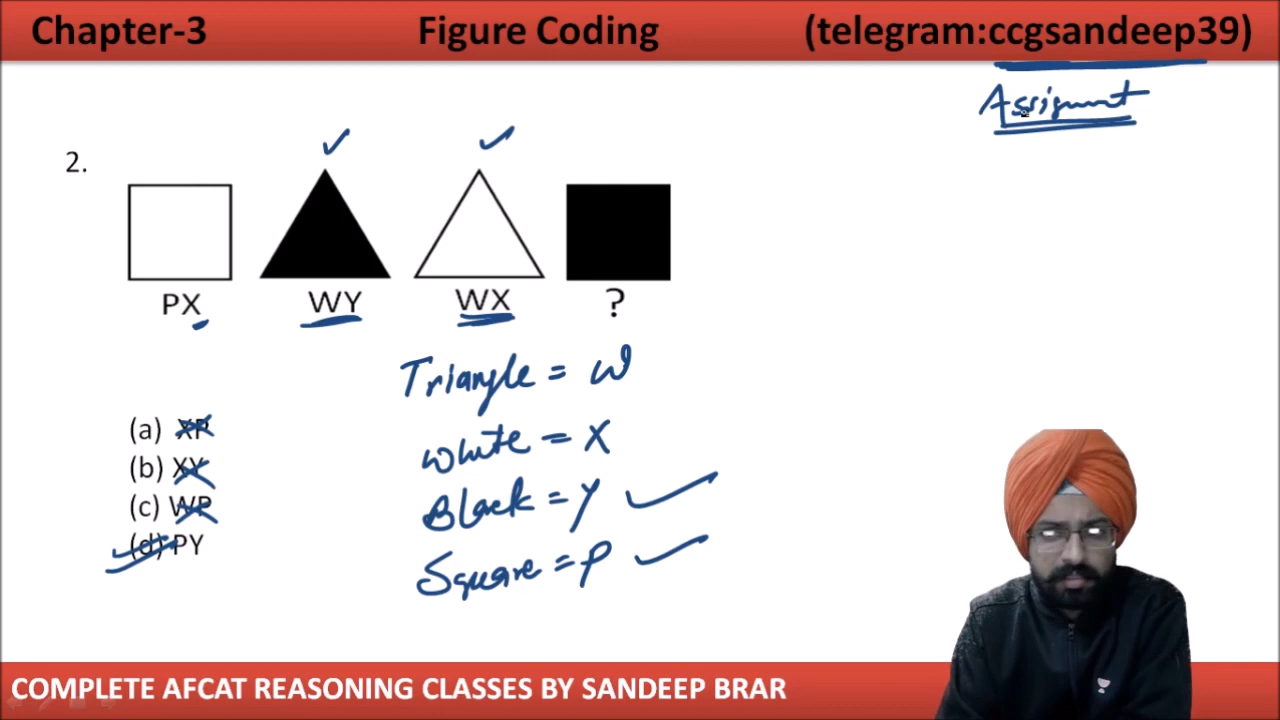 Chapter-3 Figure Coding (telegram:ccgsandeep39)
Assignment
2.
PX WY WX ?
Triangle = W
(a) XP
White = X
(b) XY
Black = Y
(c) WP
(d) PY
Square = P
COMPLETE AFCAT REASONING CLASSES BY SANDEEP BRAR